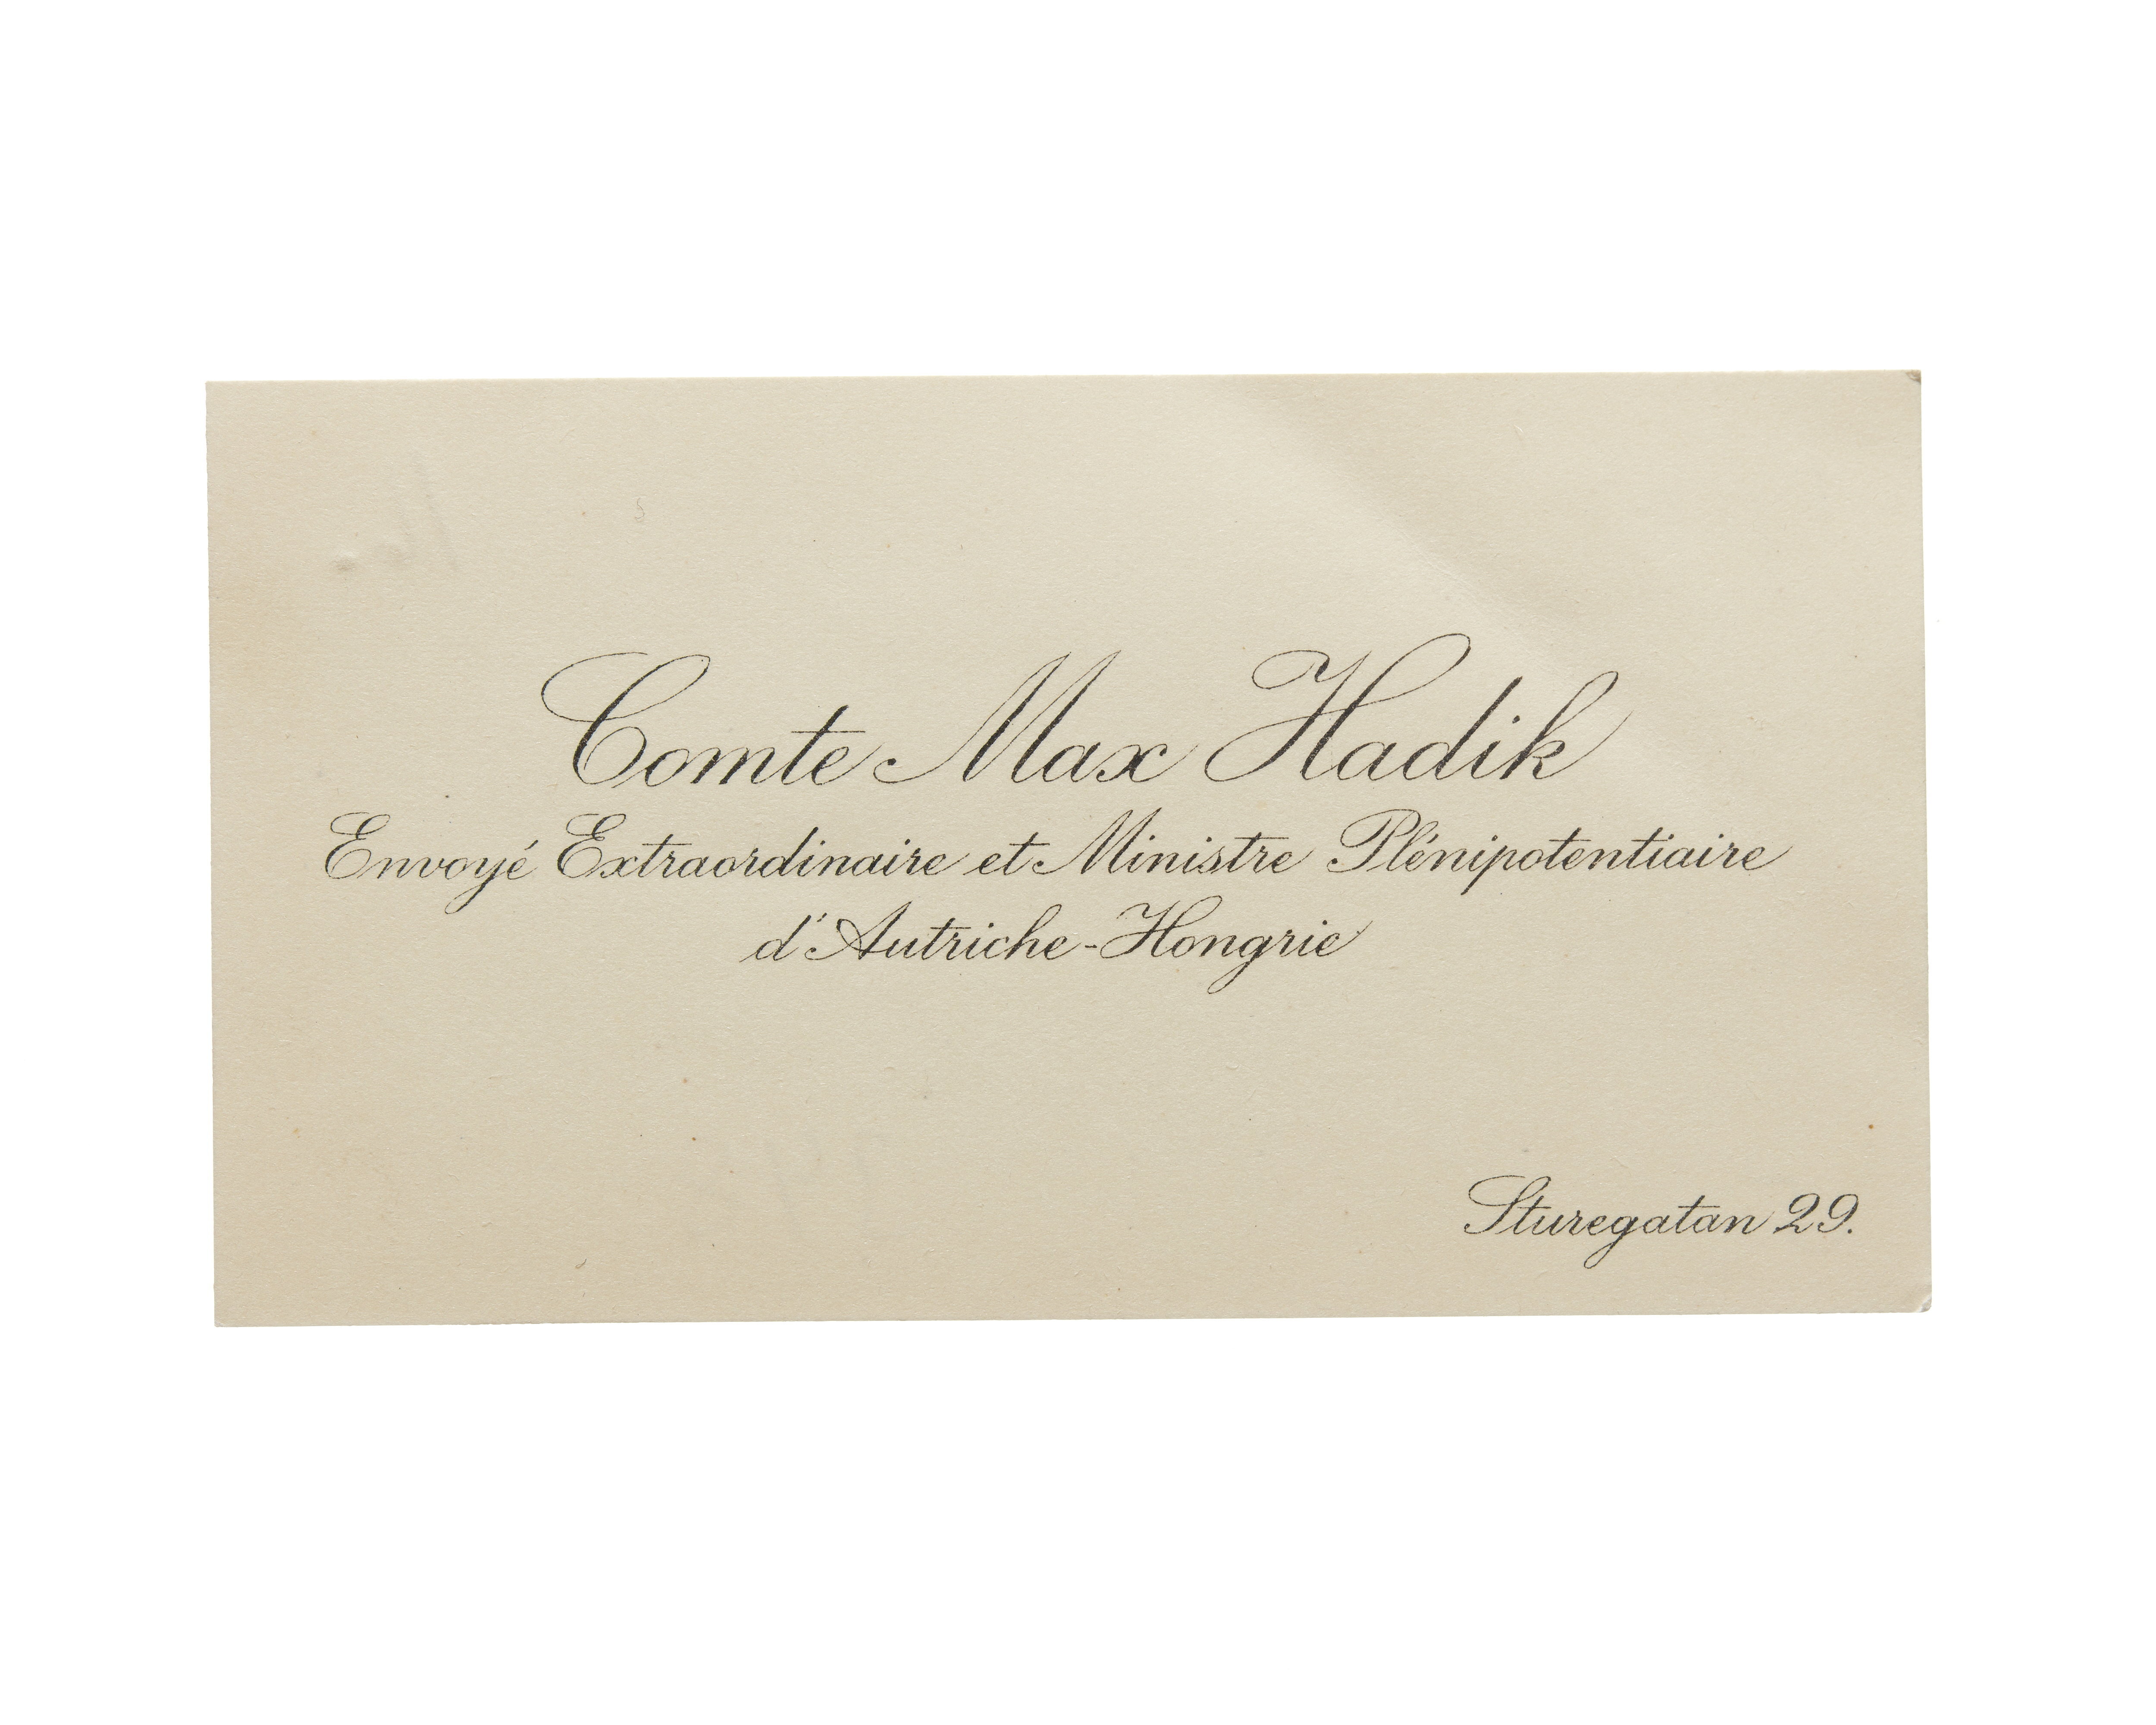 Comte Max Hadik
Envoyé Extraordinaire et Ministre Plénipotentiaire
d'Autriche-Hongrie
Sturegatan 29.